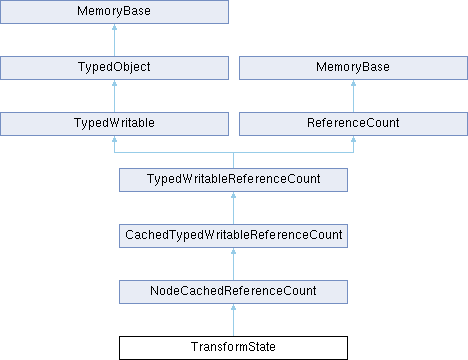 MemoryBase
TypedObject
MemoryBase
TypedWritable
ReferenceCount
TypedWritableReferenceCount
CachedTypedWritableReferenceCount
NodeCachedReferenceCount
TransformState